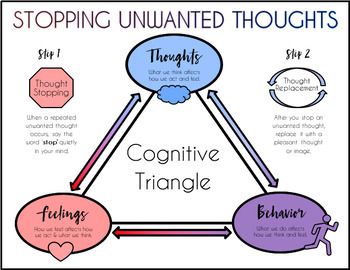 STOPPING UNWANTED THOUGHTS
Step 1
Thought
Stopping
When a repeated
unwanted thought
occurs, say the
word 'stop' quietly
in your mind.
Thoughts
What we think affects
how we act and feel.
Step 2
Thought
Replacement
After you stop an
unwanted thought,
replace it with a
pleasant thought
or image.
Cognitive
Triangle
Feelings
How we feel affects how
we act & what we think.
Behavior
What we do affects
how we think and feel.